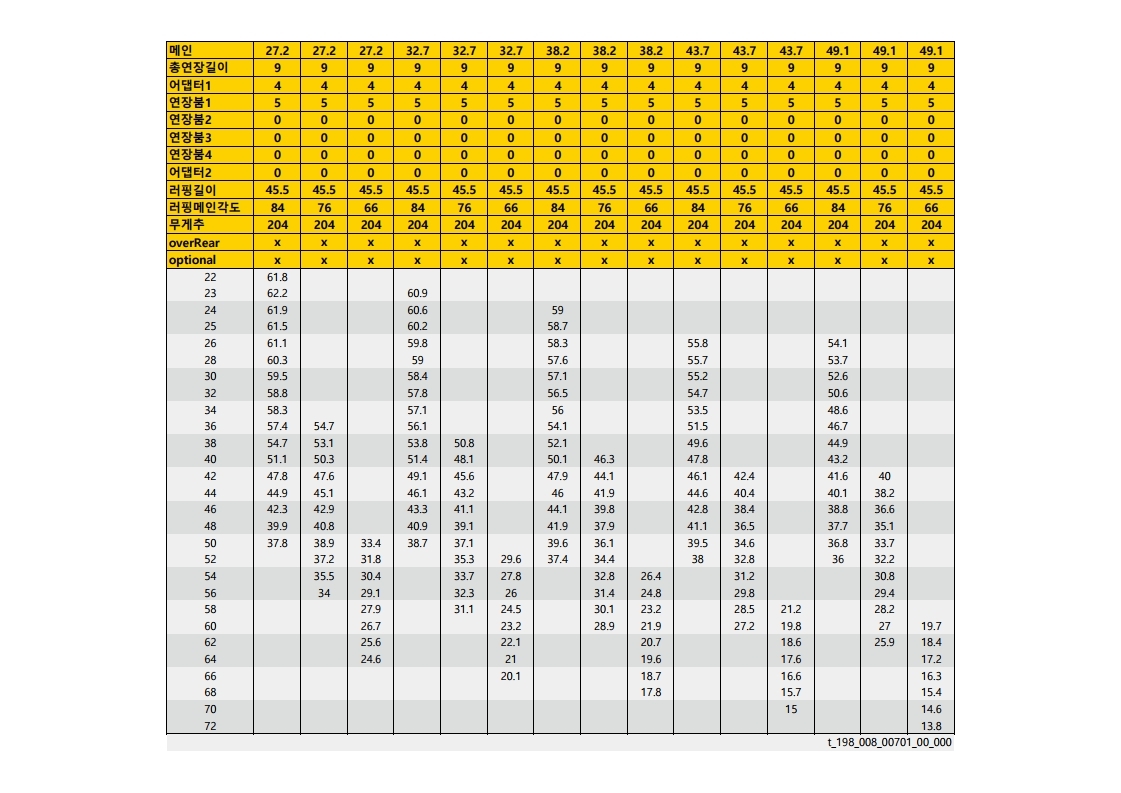 메인 27.2 27.2 27.2 32.7 32.7 32.7 38.2 38.2 38.2 43.7 43.7 43.7 49.1 49.1 49.1
총연장길이 9 9 9 9 9 9 9 9 9 9 9 9 9 9 9
어댑터1 4 4 4 4 4 4 4 4 4 4 4 4 4 4 4
연장붐1 5 5 5 5 5 5 5 5 5 5 5 5 5 5 5
연장붐2 0 0 0 0 0 0 0 0 0 0 0 0 0 0 0
연장붐3 0 0 0 0 0 0 0 0 0 0 0 0 0 0 0
연장붐4 0 0 0 0 0 0 0 0 0 0 0 0 0 0 0
어댑터2 0 0 0 0 0 0 0 0 0 0 0 0 0 0 0
러핑길이 45.5 45.5 45.5 45.5 45.5 45.5 45.5 45.5 45.5 45.5 45.5 45.5 45.5 45.5 45.5
러핑메인각도 84 76 66 84 76 66 84 76 66 84 76 66 84 76 66
무게추 204 204 204 204 204 204 204 204 204 204 204 204 204 204 204
overRear x x x x x x x x x x x x x x x
optional x x x x x x x x x x x x x x x
22 61.8
23 62.2 60.9
24 61.9 60.6 59
25 61.5 60.2 58.7
26 61.1 59.8 58.3 55.8 54.1
28 60.3 59 57.6 55.7 53.7
30 59.5 58.4 57.1 55.2 52.6
32 58.8 57.8 56.5 54.7 50.6
34 58.3 57.1 56 53.5 48.6
36 57.4 54.7 56.1 54.1 51.5 46.7
38 54.7 53.1 53.8 50.8 52.1 49.6 44.9
40 51.1 50.3 51.4 48.1 50.1 46.3 47.8 43.2
42 47.8 47.6 49.1 45.6 47.9 44.1 46.1 42.4 41.6 40
44 44.9 45.1 46.1 43.2 46 41.9 44.6 40.4 40.1 38.2
46 42.3 42.9 43.3 41.1 44.1 39.8 42.8 38.4 38.8 36.6
48 39.9 40.8 40.9 39.1 41.9 37.9 41.1 36.5 37.7 35.1
50 37.8 38.9 33.4 38.7 37.1 39.6 36.1 39.5 34.6 36.8 33.7
52 37.2 31.8 35.3 29.6 37.4 34.4 38 32.8 36 32.2
54 35.5 30.4 33.7 27.8 32.8 26.4 31.2 30.8
56 34 29.1 32.3 26 31.4 24.8 29.8 29.4
58 27.9 31.1 24.5 30.1 23.2 28.5 21.2 28.2
60 26.7 23.2 28.9 21.9 27.2 19.8 27 19.7
62 25.6 22.1 20.7 18.6 25.9 18.4
64 24.6 21 19.6 17.6 17.2
66 20.1 18.7 16.6 16.3
68 17.8 15.7 15.4
70 15 14.6
72 13.8
t_198_008_00701_00_000